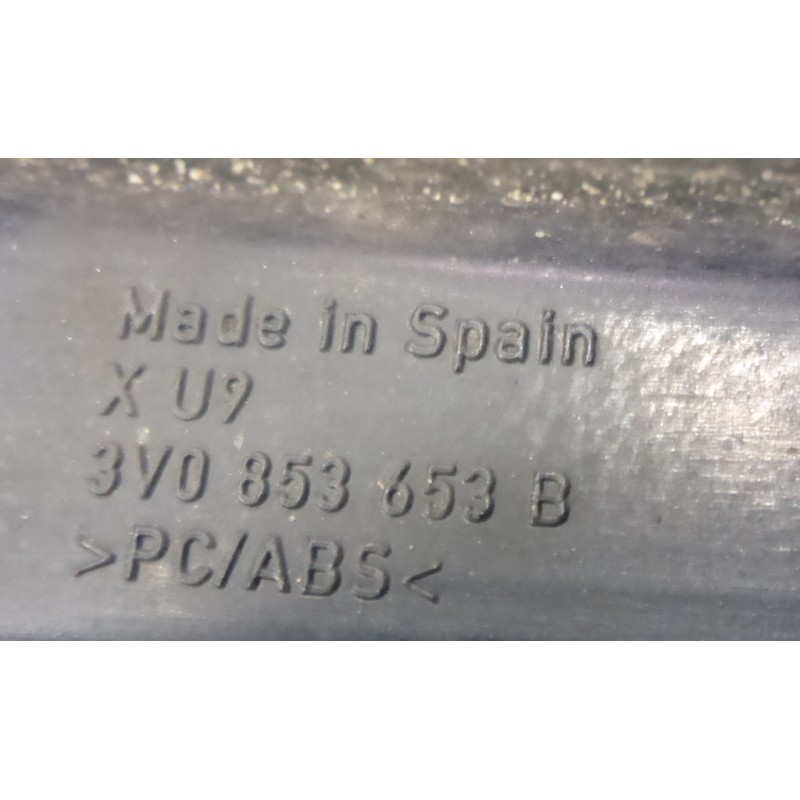 Made in Spain
X U9
3V0 853 653 B
>PC/ABS<